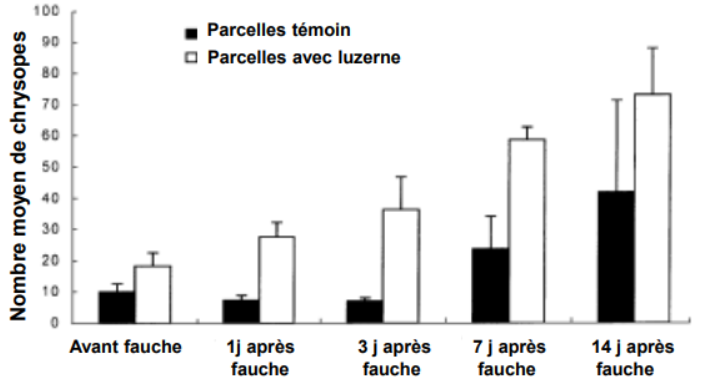 Nombre moyen de chrysopes
100
90
80
70
60
50
40
30
20
10
0
Parcelles témoin
Parcelles avec luzerne
Avant fauche
1j après
fauche
3 j après
fauche
7 j après
fauche
14 j après
fauche